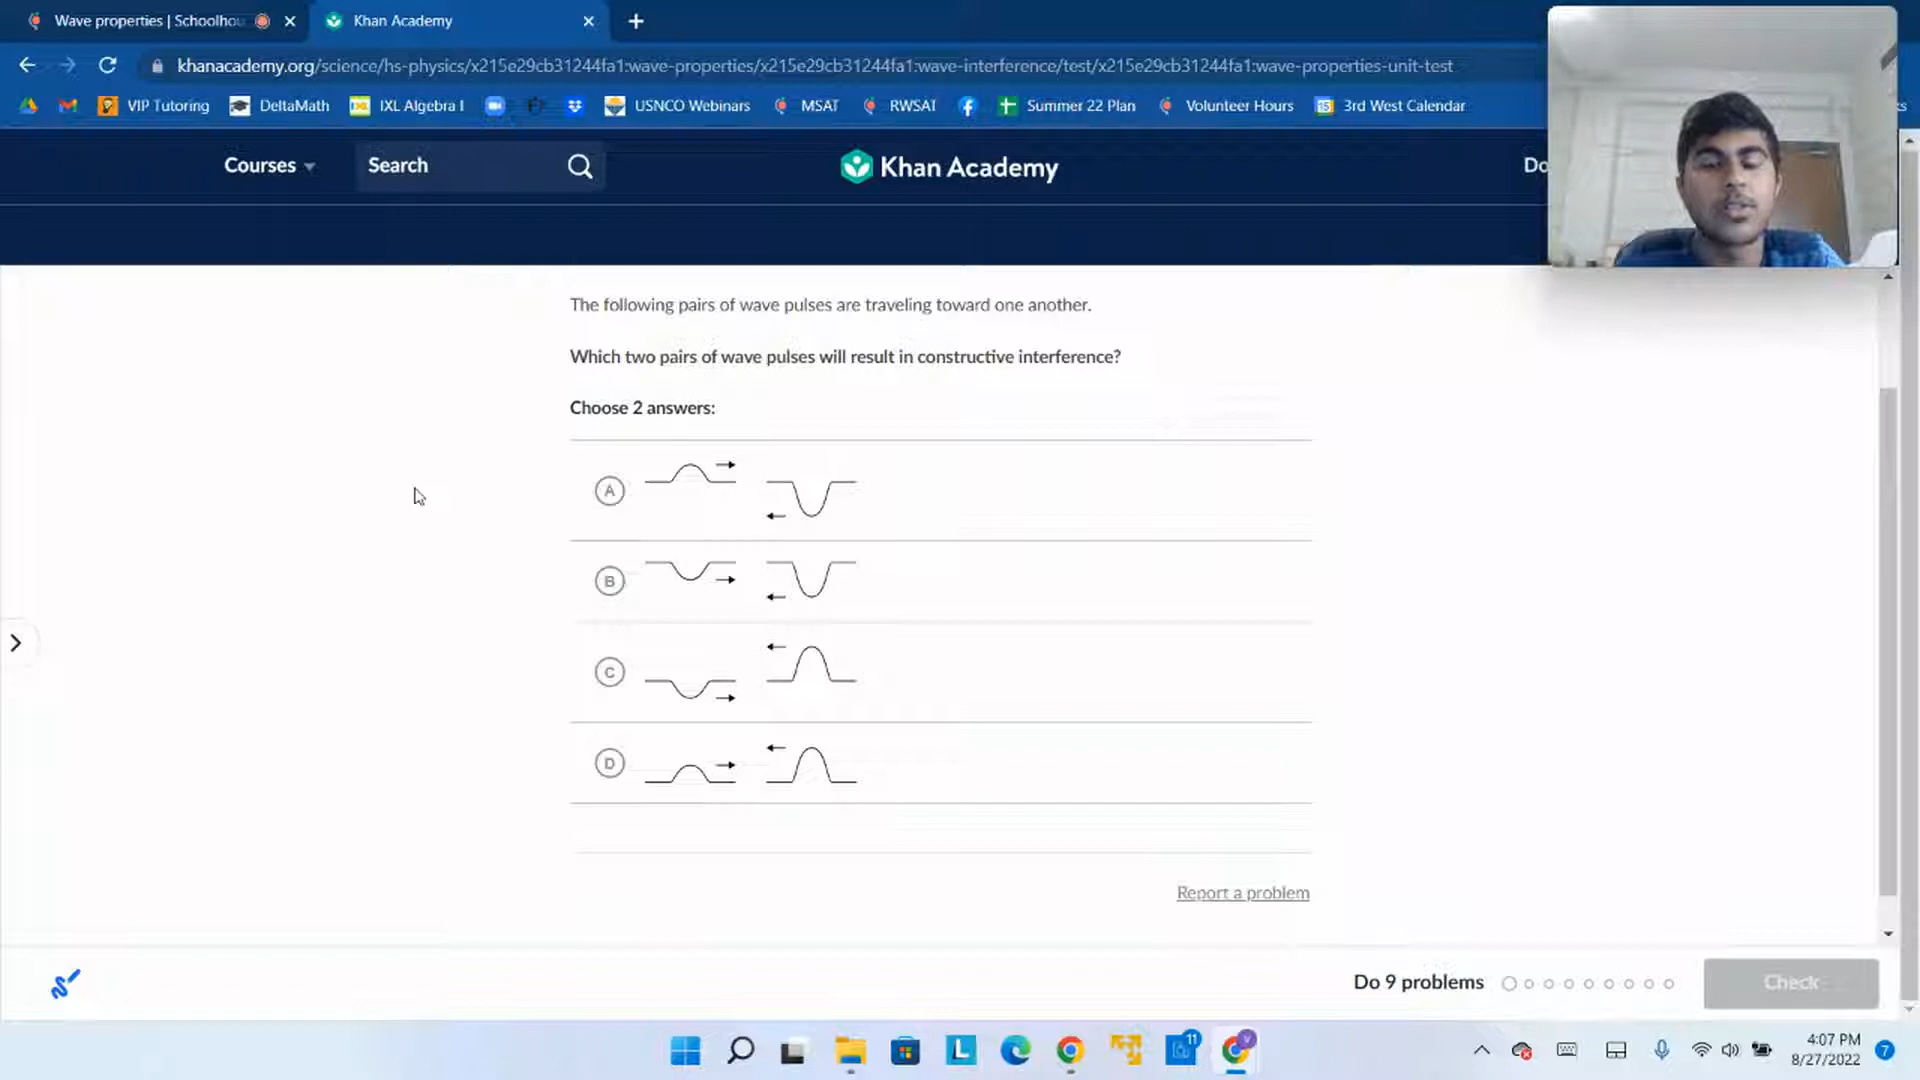 Wave properties | Schoolhou
Khan Academy
khanacademy.org/science/hs-physics/x215e29cb31244fa1:wave-properties/x215e29cb31244fa1:wave-interference/test/x215e29cb31244fa1:wave-properties-unit-test
VIP Tutoring DeltaMath IXL Algebra I USNCO Webinars MSAT RWSAT Summer 22 Plan Volunteer Hours 3rd West Calendar
Courses Search Khan Academy Do
The following pairs of wave pulses are traveling toward one another.
Which two pairs of wave pulses will result in constructive interference?
Choose 2 answers:
A
B
C
D
Report a problem
Do 9 problems Check
11
4:07 PM
8/27/2022 7